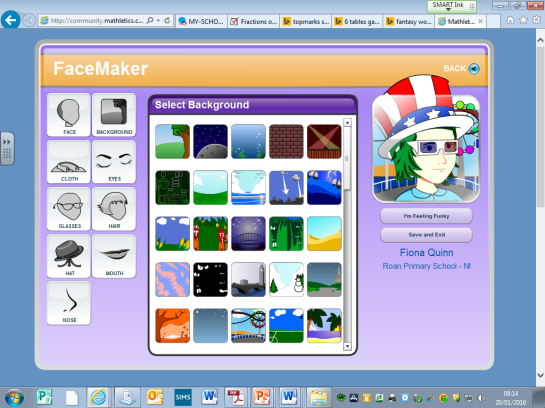 SMART Ink
http://community.mathletics.c...
MY-SCHO...
Fractions o...
topmarks s...
6 tables ga...
fantasy wo...
Mathlet...
FaceMaker
BACK
Select Background
FACE
BACKGROUND
CLOTH
EYES
GLASSES
HAIR
HAT
MOUTH
NOSE
I'm Feeling Funky
Save and Exit
Fiona Quinn
Roan Primary School - NI
SIMS
08:14
20/01/2016